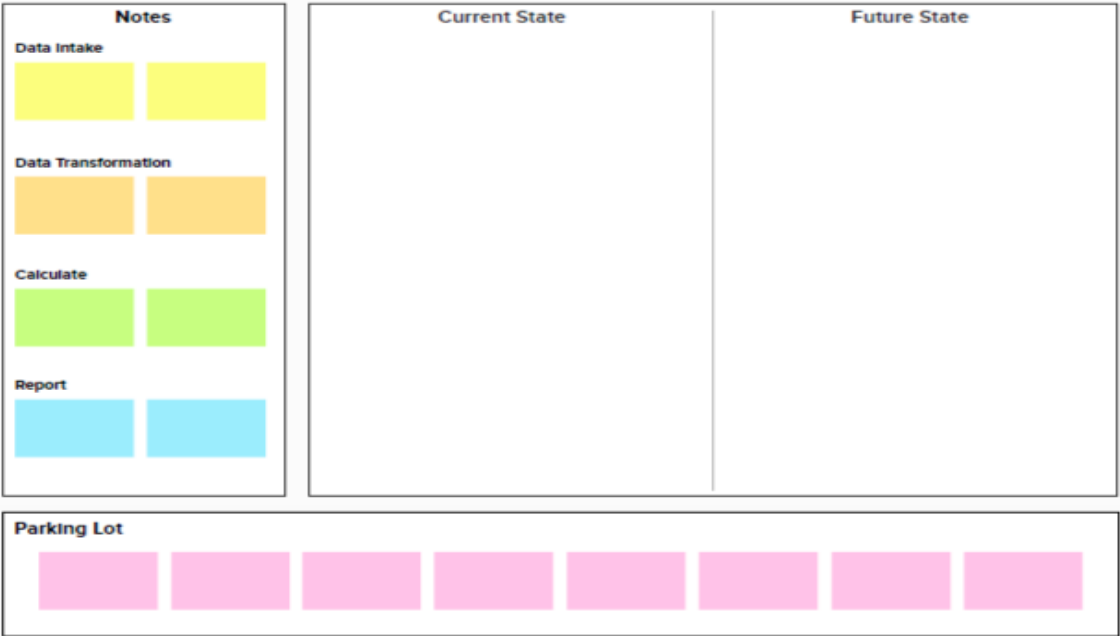 Notes
Data Intake
Data Transformation
Calculate
Report
Current State
Future State
Parking Lot